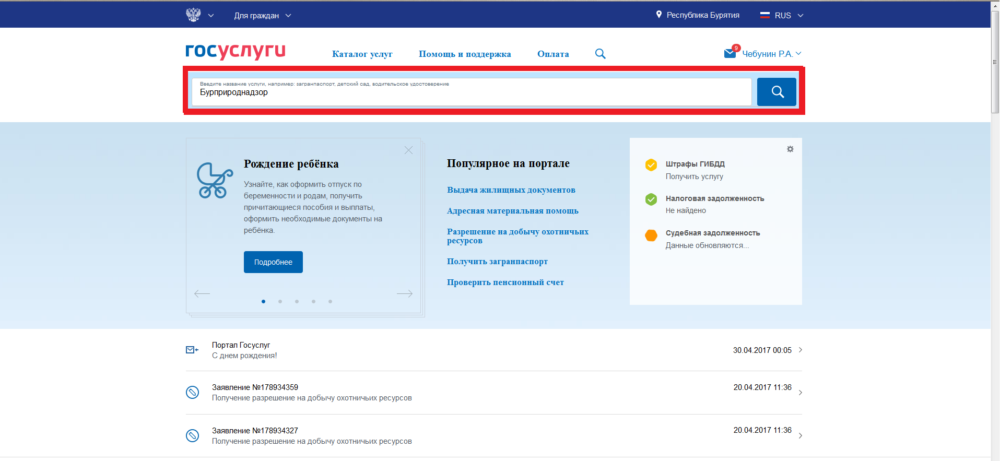 Для граждан
Республика Бурятия
RUS
госуслуги
Каталог услуг
Помощь и поддержка
Оплата
9
Чебунин Р.А.
Введите название услуги, например: загранпаспорт, детский сад, водительское удостоверение
Бурприроднадзор
Рождение ребёнка
Узнайте, как оформить отпуск по
беременности и родам, получить
причитающиеся пособия и выплаты,
оформить необходимые документы на
ребёнка.
Подробнее
Популярное на портале
Выдача жилищных документов
Адресная материальная помощь
Разрешение на добычу охотничьих
ресурсов
Получить загранпаспорт
Проверить пенсионный счет
Штрафы ГИБДД
Получить услугу
Налоговая задолженность
Не найдено
Судебная задолженность
Данные обновляются...
Портал Госуслуг
С днем рождения!
30.04.2017 00:05
Заявление №178934359
Получение разрешение на добычу охотничьих ресурсов
20.04.2017 11:36
Заявление №178934327
Получение разрешение на добычу охотничьих ресурсов
20.04.2017 11:36